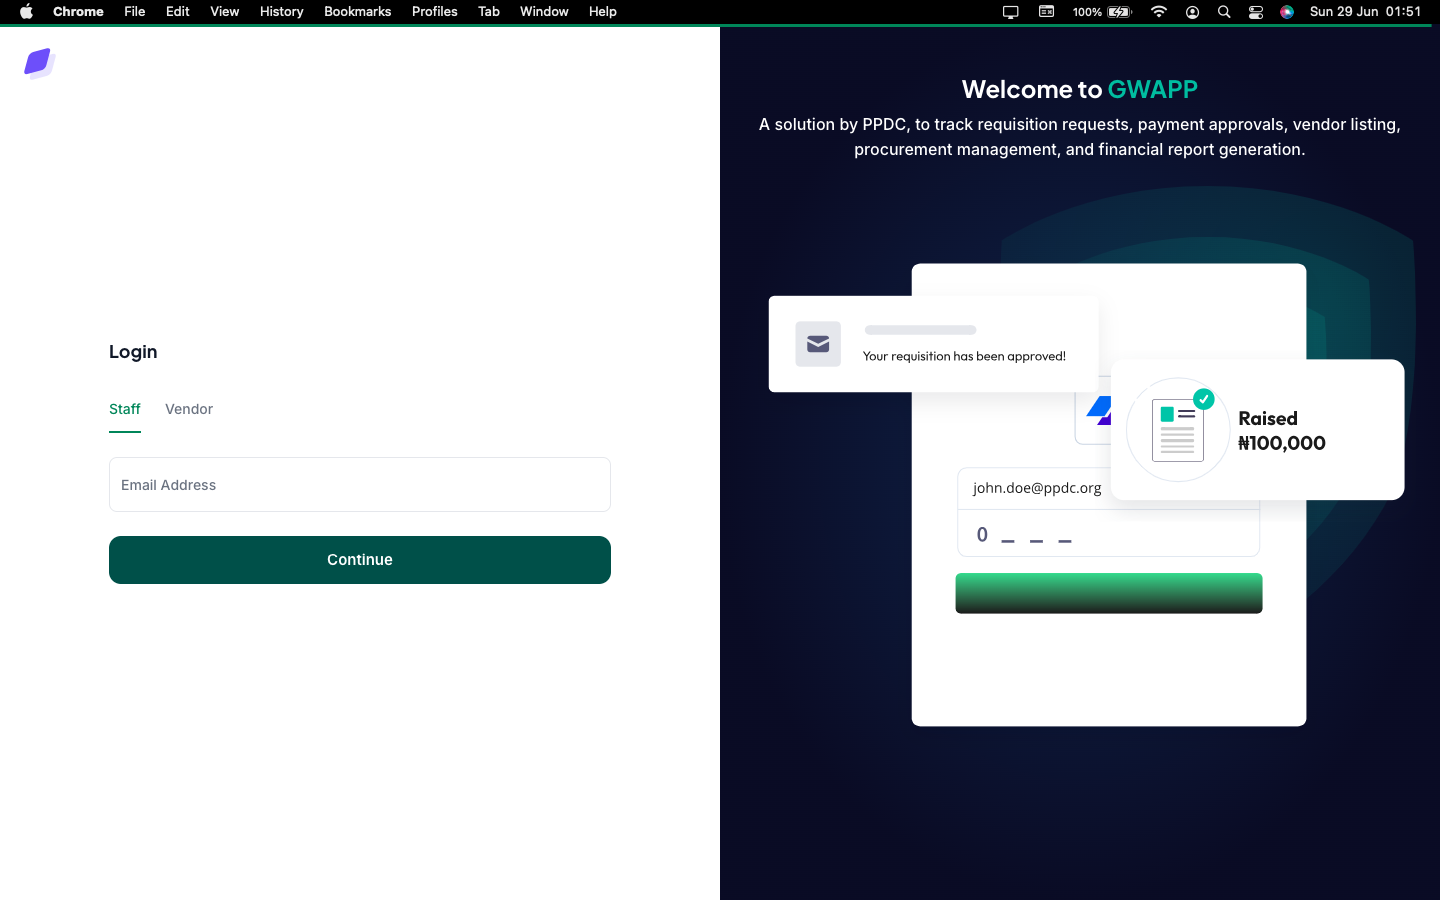 Chrome File Edit View History Bookmarks Profiles Tab Window Help 100% Sun 29 Jun 01:51
Login
Staff Vendor
Email Address
Continue
Welcome to GWAPP
A solution by PPDC, to track requisition requests, payment approvals, vendor listing,
procurement management, and financial report generation.
Your requisition has been approved!
Raised
₦100,000
john.doe@ppdc.org
0 _ _ _